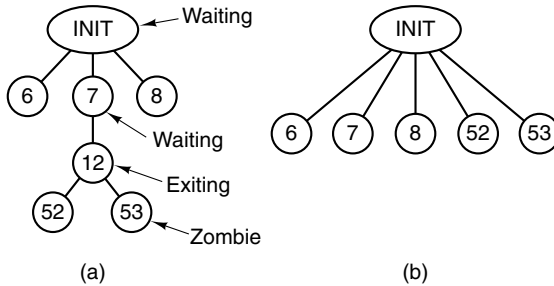 INIT
Waiting
6
7
8
Waiting
12
Exiting
52
53
Zombie
(a)
INIT
6
7
8
52
53
(b)